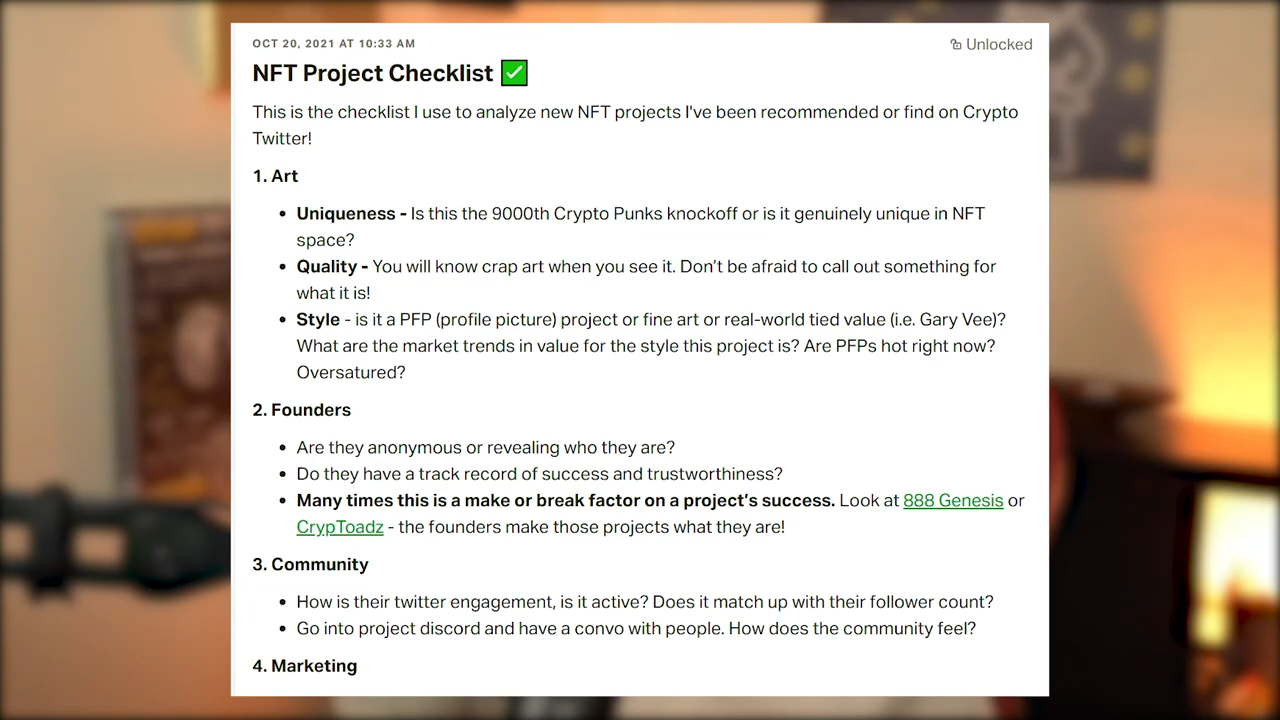 OCT 20, 2021 AT 10:33 AM
Unlocked
NFT Project Checklist ✅
This is the checklist I use to analyze new NFT projects I've been recommended or find on Crypto
Twitter!
1. Art
• Uniqueness - Is this the 9000th Crypto Punks knockoff or is it genuinely unique in NFT
space?
• Quality - You will know crap art when you see it. Don't be afraid to call out something for
what it is!
• Style - is it a PFP (profile picture) project or fine art or real-world tied value (i.e. Gary Vee)?
What are the market trends in value for the style this project is? Are PFPs hot right now?
Oversatured?
2. Founders
• Are they anonymous or revealing who they are?
• Do they have a track record of success and trustworthiness?
• Many times this is a make or break factor on a project's success. Look at 888 Genesis or
CrypToadz - the founders make those projects what they are!
3. Community
• How is their twitter engagement, is it active? Does it match up with their follower count?
• Go into project discord and have a convo with people. How does the community feel?
4. Marketing